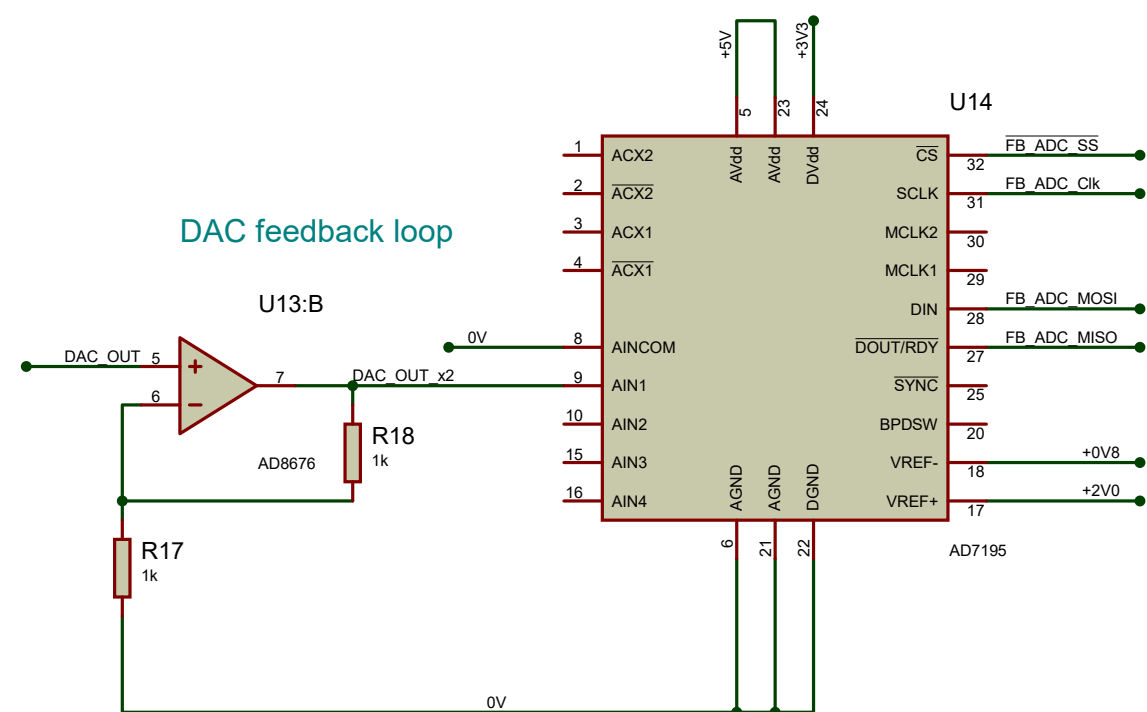 +5V
+3V3
5
23
24
U14
1
ACX2
AVdd
AVdd
DVdd
CS
32
FB_ADC_SS
2
ACX2
SCLK
31
FB_ADC_Clk
DAC feedback loop
3
ACX1
MCLK2
30
4
ACX1
MCLK1
29
U13:B
DIN
28
FB_ADC_MOSI
0V
8
AINCOM
DOUT/RDY
27
FB_ADC_MISO
DAC_OUT
5
+
7
DAC_OUT_x2
9
AIN1
SYNC
25
6
−
10
AIN2
BPDSW
20
R18
1k
AD8676
15
AIN3
VREF-
18
+0V8
16
AIN4
AGND
AGND
DGND
VREF+
17
+2V0
R17
1k
6
21
22
AD7195
0V